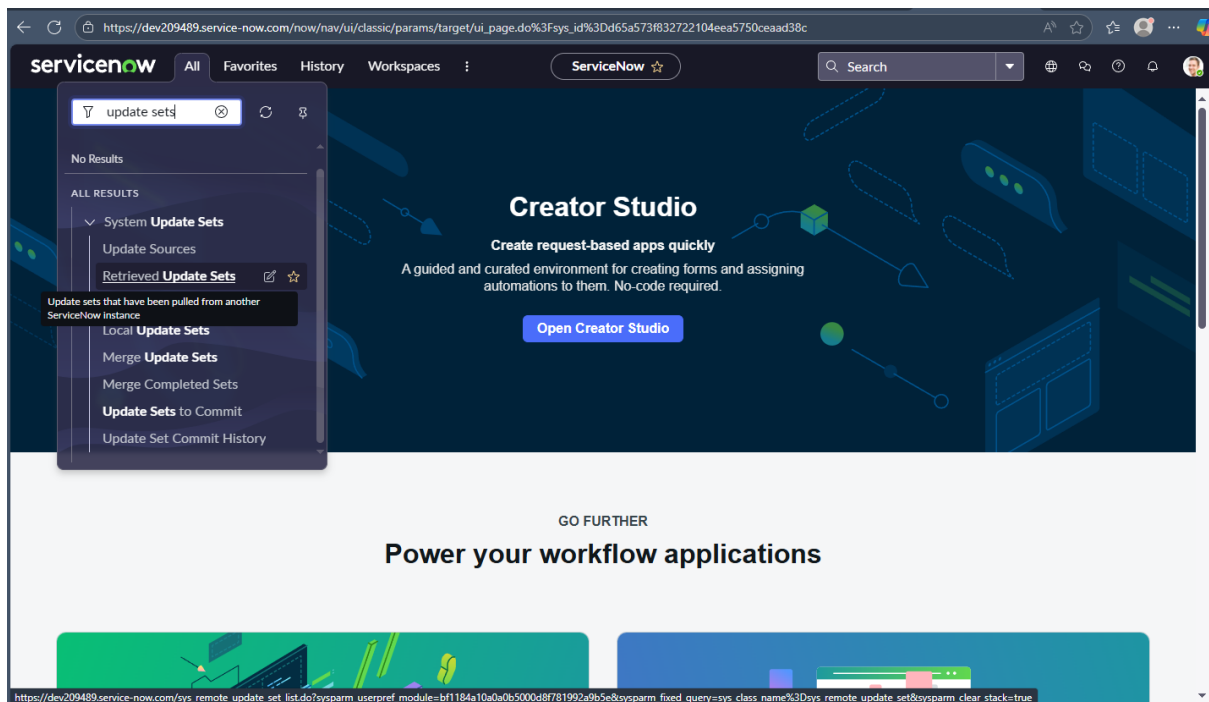 https://dev209489.service-now.com/now/nav/ui/classic/params/target/ui_page.do%3Fsys_id%3Dd65a573f832722104eea5750ceaad38c
servicenow All Favorites History Workspaces ServiceNow Search
update sets
No Results
ALL RESULTS
System Update Sets
Update Sources
Retrieved Update Sets
Update sets that have been pulled from another
ServiceNow instance
Local Update Sets
Merge Update Sets
Merge Completed Sets
Update Sets to Commit
Update Set Commit History
Creator Studio
Create request-based apps quickly
A guided and curated environment for creating forms and assigning
automations to them. No-code required.
Open Creator Studio
GO FURTHER
Power your workflow applications
https://dev209489.service-now.com/sys_remote_update_set_list.do?sysparm_userpref_module=bf1184a10a0a0b5000d8f781992a9b5e&sysparm_fixed_query=sys_class_name%3Dsys_remote_update_set&sysparm_clear_stack=true